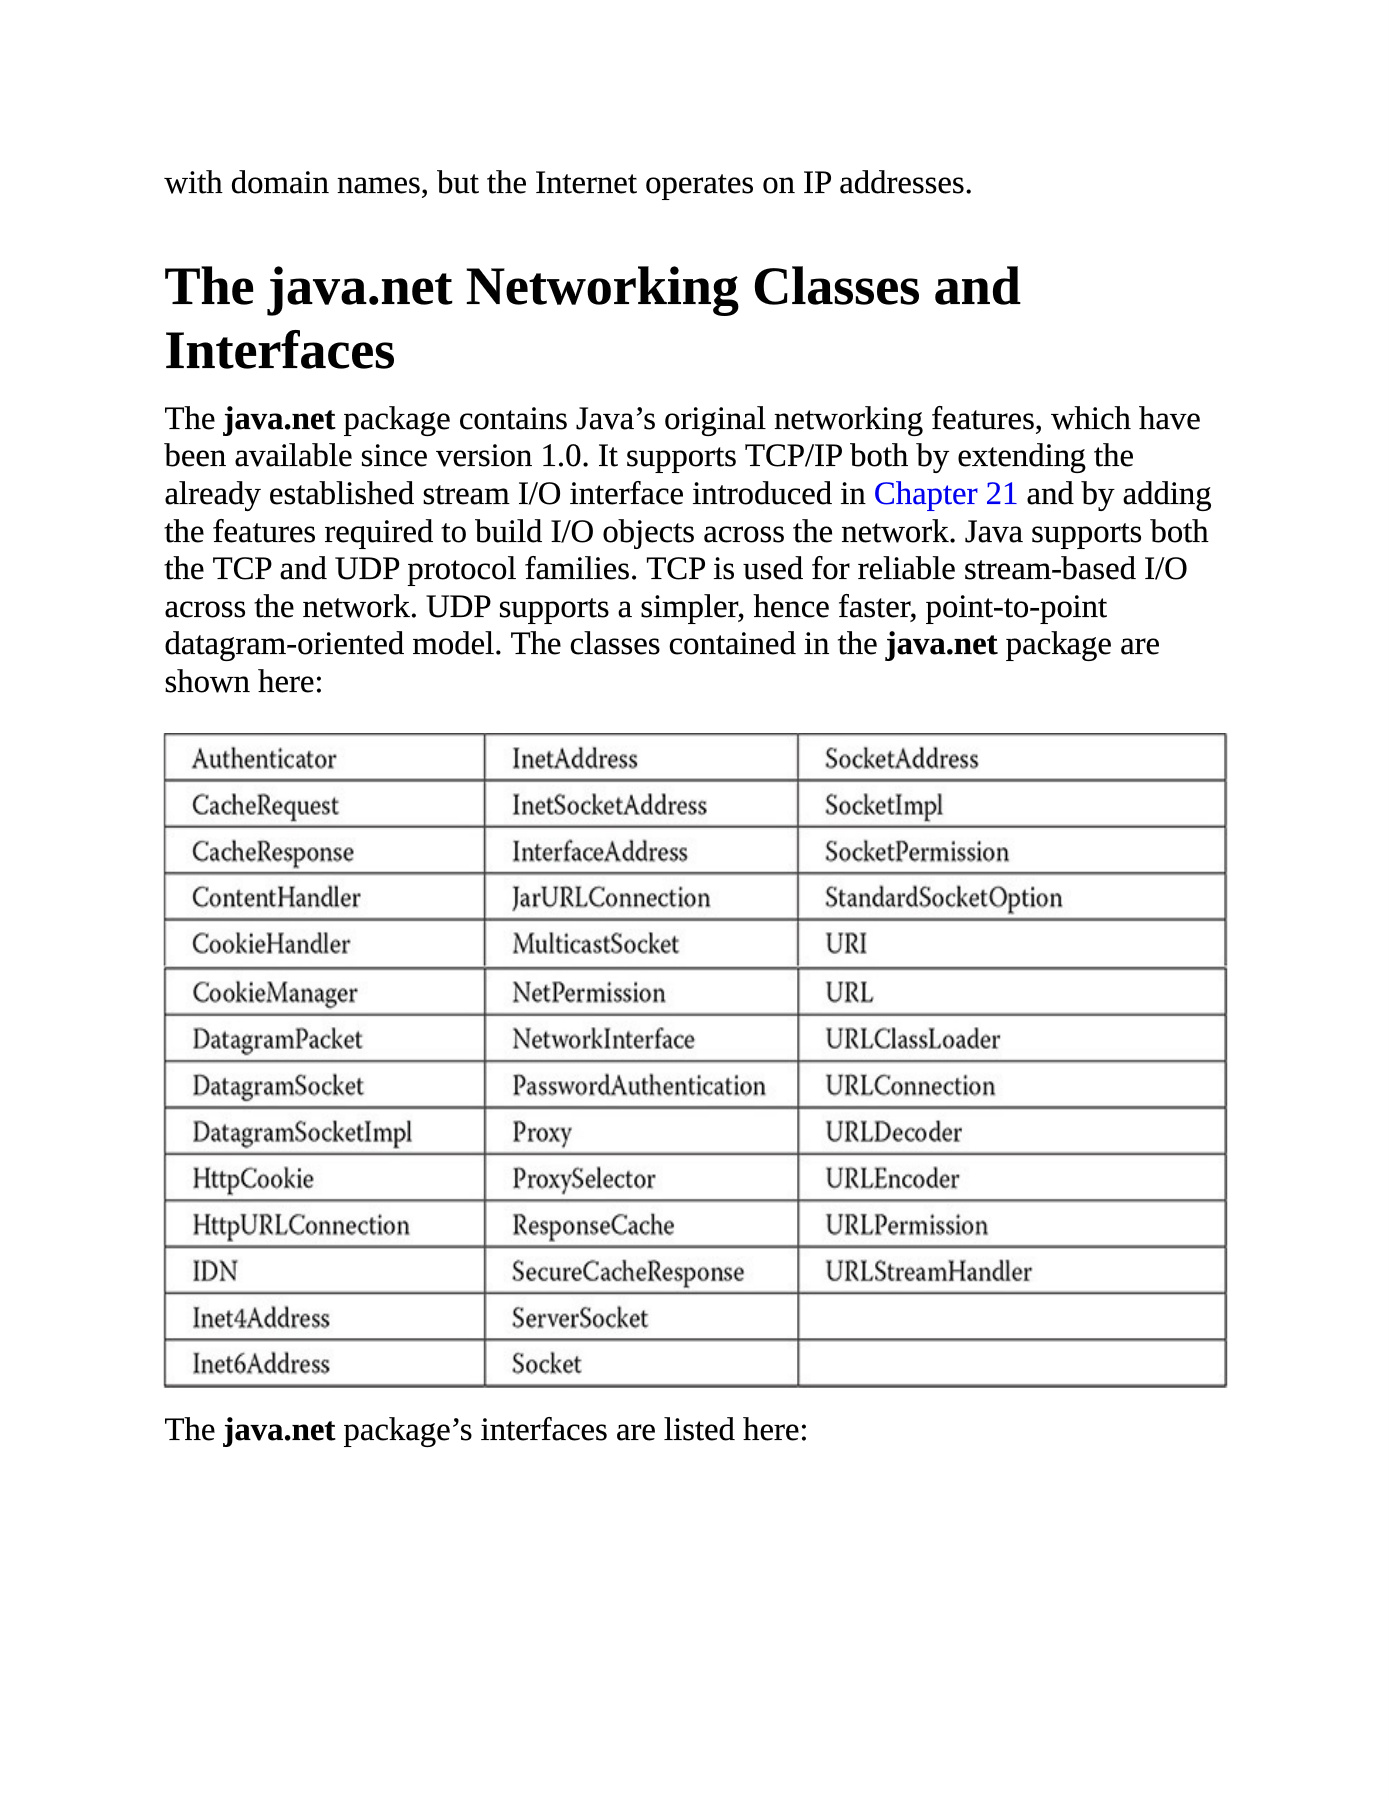 with domain names, but the Internet operates on IP addresses.
The java.net Networking Classes and
Interfaces
The java.net package contains Java’s original networking features, which have
been available since version 1.0. It supports TCP/IP both by extending the
already established stream I/O interface introduced in Chapter 21 and by adding
the features required to build I/O objects across the network. Java supports both
the TCP and UDP protocol families. TCP is used for reliable stream-based I/O
across the network. UDP supports a simpler, hence faster, point-to-point
datagram-oriented model. The classes contained in the java.net package are
shown here:
Authenticator InetAddress SocketAddress
CacheRequest InetSocketAddress SocketImpl
CacheResponse InterfaceAddress SocketPermission
ContentHandler JarURLConnection StandardSocketOption
CookieHandler MulticastSocket URI
CookieManager NetPermission URL
DatagramPacket NetworkInterface URLClassLoader
DatagramSocket PasswordAuthentication URLConnection
DatagramSocketImpl Proxy URLDecoder
HttpCookie ProxySelector URLEncoder
HttpURLConnection ResponseCache URLPermission
IDN SecureCacheResponse URLStreamHandler
Inet4Address ServerSocket
Inet6Address Socket
The java.net package’s interfaces are listed here: